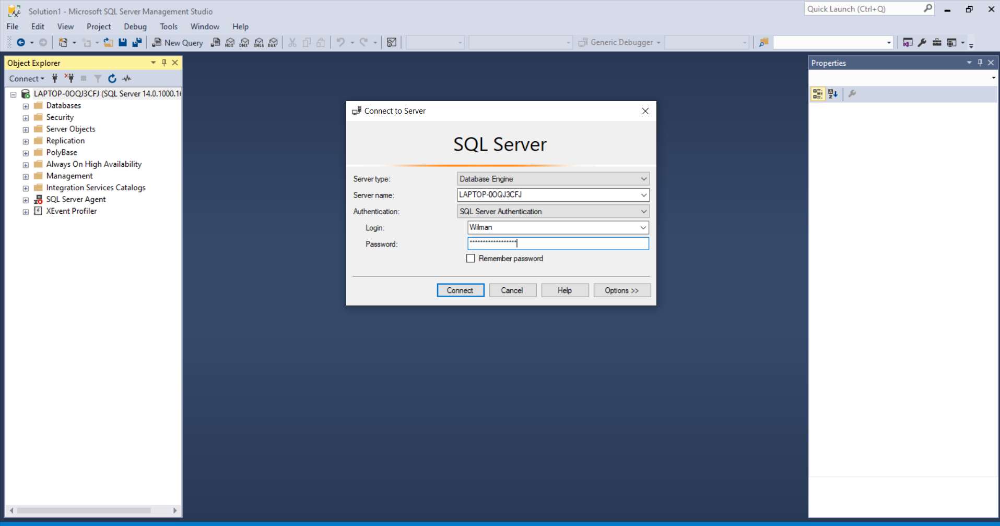 Solution1 - Microsoft SQL Server Management Studio
Quick Launch (Ctrl+Q)
File Edit View Project Debug Tools Window Help
New Query MDX DMX XMLA DAX Generic Debugger
Object Explorer
Connect
LAPTOP-0OQJ3CFJ (SQL Server 14.0.1000.1
Databases
Security
Server Objects
Replication
PolyBase
Always On High Availability
Management
Integration Services Catalogs
SQL Server Agent
XEvent Profiler
Connect to Server
SQL Server
Server type: Database Engine
Server name: LAPTOP-0OQJ3CFJ
Authentication: SQL Server Authentication
Login: Wilman
Password: ******************
Remember password
Connect Cancel Help Options >>
Properties